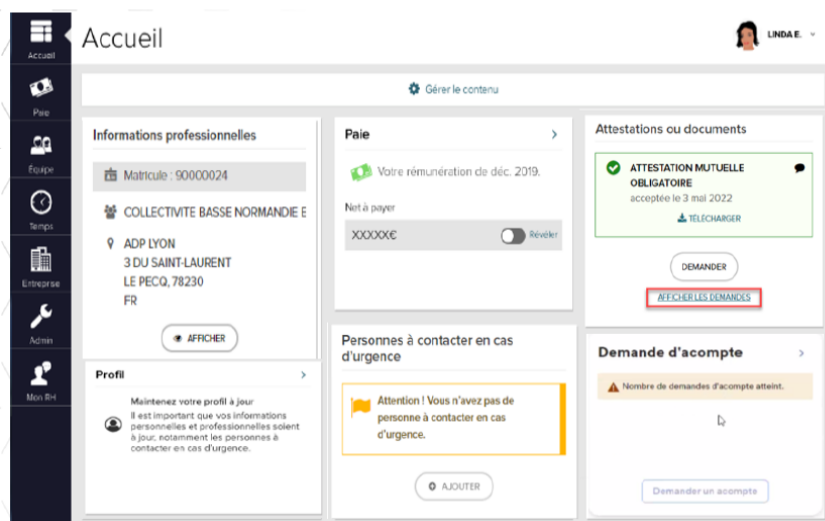 Accueil
LINDA E.
Accueil
Paie
Équipe
Temps
Entreprise
Admin
Mon RH
Gérer le contenu
Informations professionnelles
Matricule : 90000024
COLLECTIVITE BASSE NORMANDIE E
ADP LYON
3 DU SAINT-LAURENT
LE PECQ, 78230
FR
AFFICHER
Profil
Maintenez votre profil à jour
Il est important que vos informations
personnelles et professionnelles soient
à jour, notamment les personnes à
contacter en cas d'urgence.
Paie
Votre rémunération de déc. 2019.
Net à payer
XXXXX€
Révéler
Personnes à contacter en cas
d'urgence
Attention ! Vous n'avez pas de
personne à contacter en cas
d'urgence.
AJOUTER
Attestations ou documents
ATTESTATION MUTUELLE
OBLIGATOIRE
acceptée le 3 mai 2022
TÉLÉCHARGER
DEMANDER
AFFICHER LES DEMANDES
Demande d'acompte
Nombre de demandes d'acompte atteint.
Demander un acompte